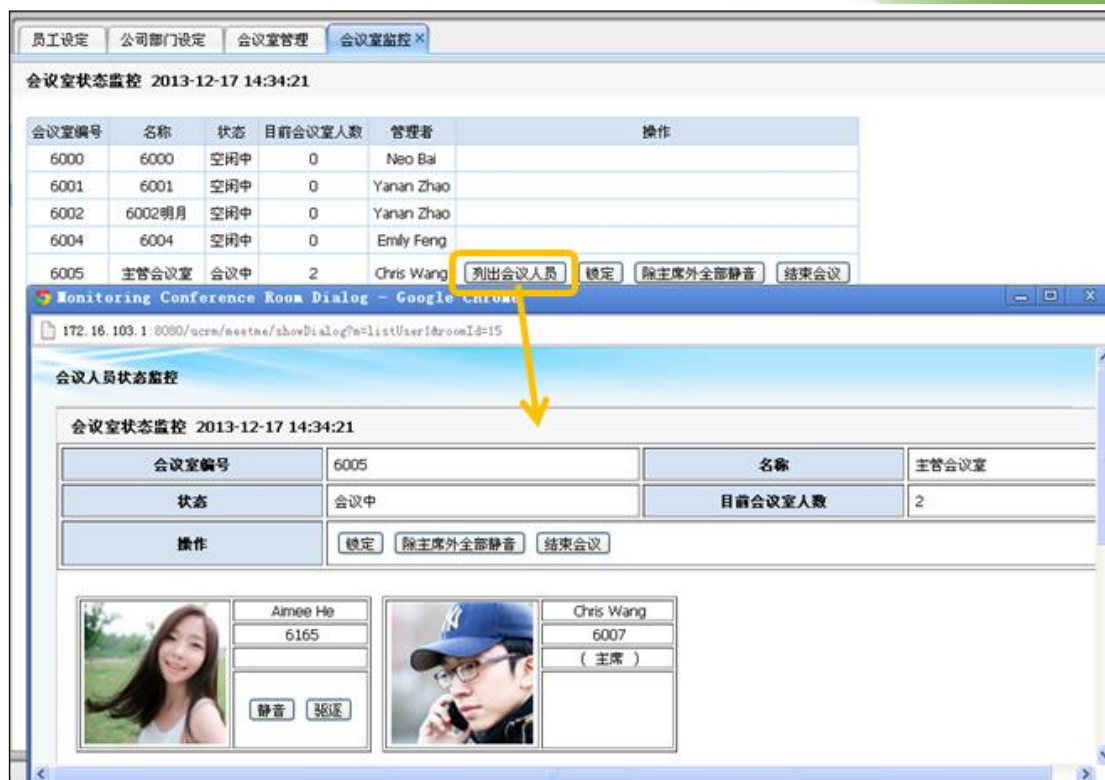 员工设定 公司部门设定 会议室管理 会议室监控 ×
会议室状态监控 2013-12-17 14:34:21
会议室编号 名称 状态 目前会议室人数 管理者 操作
6000 6000 空闲中 0 Neo Bai
6001 6001 空闲中 0 Yanan Zhao
6002 6002明月 空闲中 0 Yanan Zhao
6004 6004 空闲中 0 Emily Feng
6005 主管会议室 会议中 2 Chris Wang 列出会议人员 锁定 除主席外全部静音 结束会议
Monitoring Conference Room Dialog - Google Chrome
172.16.103.1:8080/ucrm/meetme/showDialog?m=listUser1&roomId=15
会议人员状态监控
会议室状态监控 2013-12-17 14:34:21
会议室编号 6005 名称 主管会议室
状态 会议中 目前会议室人数 2
操作 锁定 除主席外全部静音 结束会议
Aimee He Chris Wang
6165 6007
( 主席 )
静音 驱逐